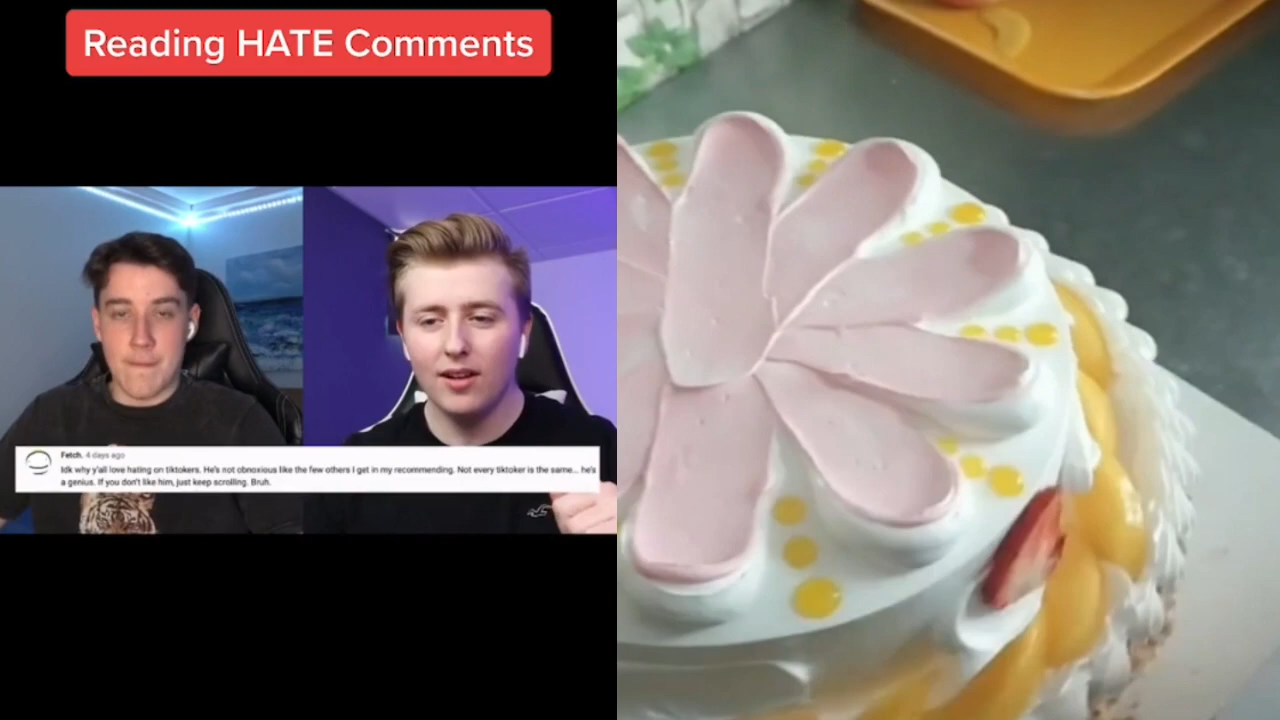 Reading HATE Comments
Fetch. 4 days ago
Idk why y'all love hating on tiktokers. He's not obnoxious like the few others I get in my recommending. Not every tiktoker is the same... he's
a genius. If you don't like him, just keep scrolling. Bruh.